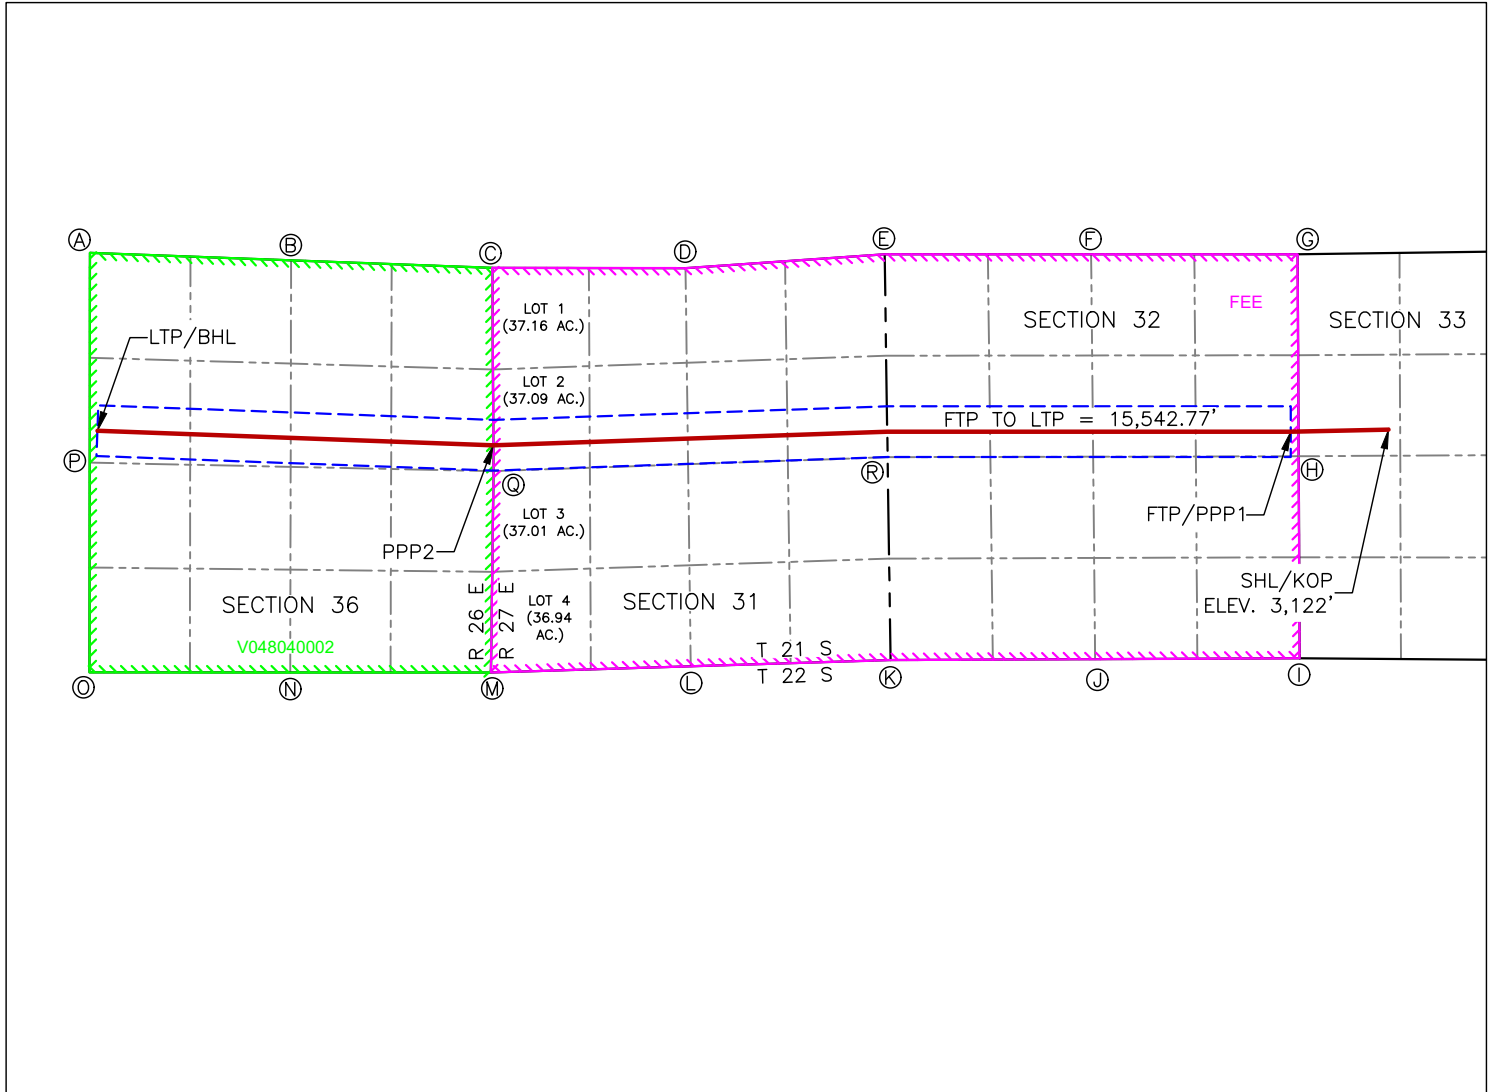 A
B
C
D
E
F
G
LOT 1
(37.16 AC.)
FEE
SECTION 32
SECTION 33
LTP/BHL
LOT 2
(37.09 AC.)
FTP TO LTP = 15,542.77'
P
Q
R
H
LOT 3
(37.01 AC.)
FTP/PPP1
PPP2
SHL/KOP
ELEV. 3,122'
SECTION 36
V048040002
R 26 E
R 27 E
LOT 4
(36.94
AC.)
SECTION 31
T 21 S
T 22 S
O
N
M
L
K
J
I